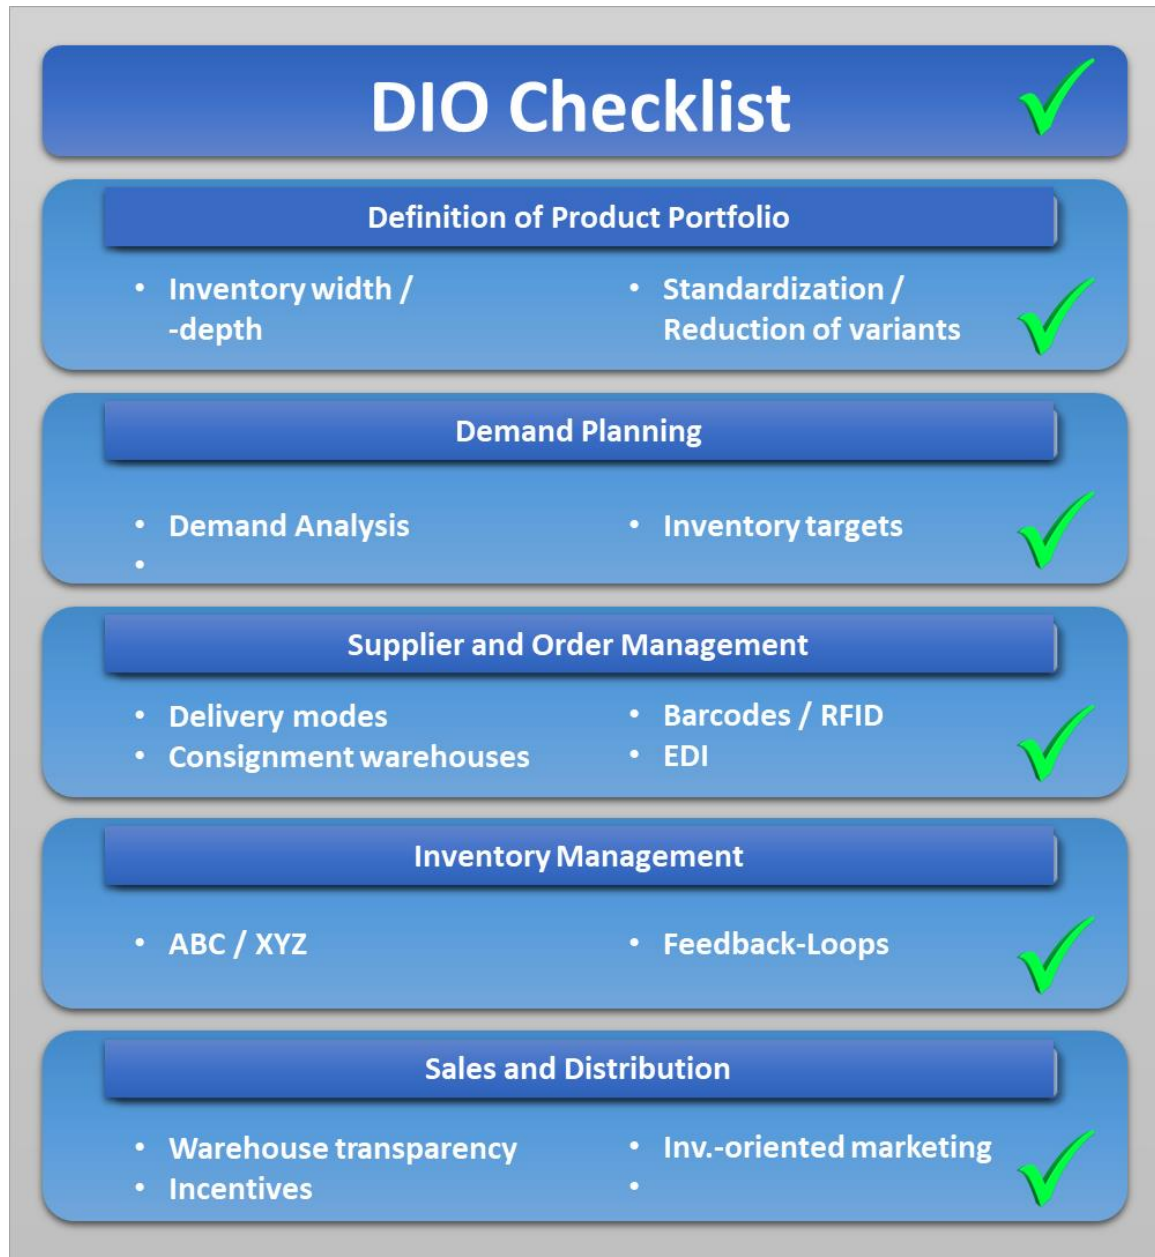 DIO Checklist
Definition of Product Portfolio
• Inventory width /
-depth
• Standardization /
Reduction of variants
Demand Planning
• Demand Analysis
•
• Inventory targets
Supplier and Order Management
• Delivery modes
• Consignment warehouses
• Barcodes / RFID
• EDI
Inventory Management
• ABC / XYZ
• Feedback-Loops
Sales and Distribution
• Warehouse transparency
• Incentives
• Inv.-oriented marketing
•